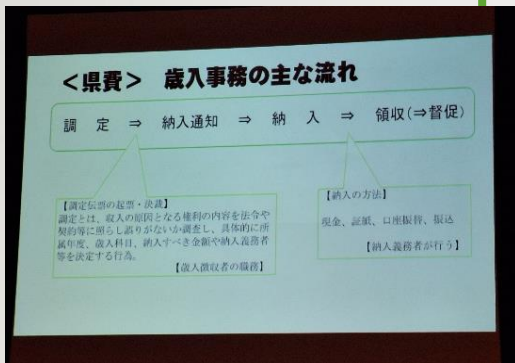 <県費> 歳入事務の主な流れ
調 定 ⇒ 納入通知 ⇒ 納 入 ⇒ 領収(⇒督促)
【調定伝票の起票・決裁】
調定とは、収入の原因となる権利の内容を法令や
契約等に照らし誤りがないか調査し、具体的に所
属年度、歳入科目、納入すべき金額や納入義務者
等を決定する行為。
【歳入徴収者の職務】
【納入の方法】
現金、証紙、口座振替、振込
【納入義務者が行う】